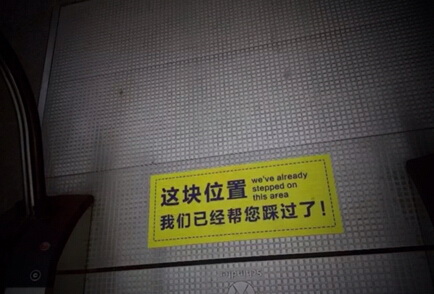 这块位置
we've already
stepped on
this area
我们已经帮您踩过了!